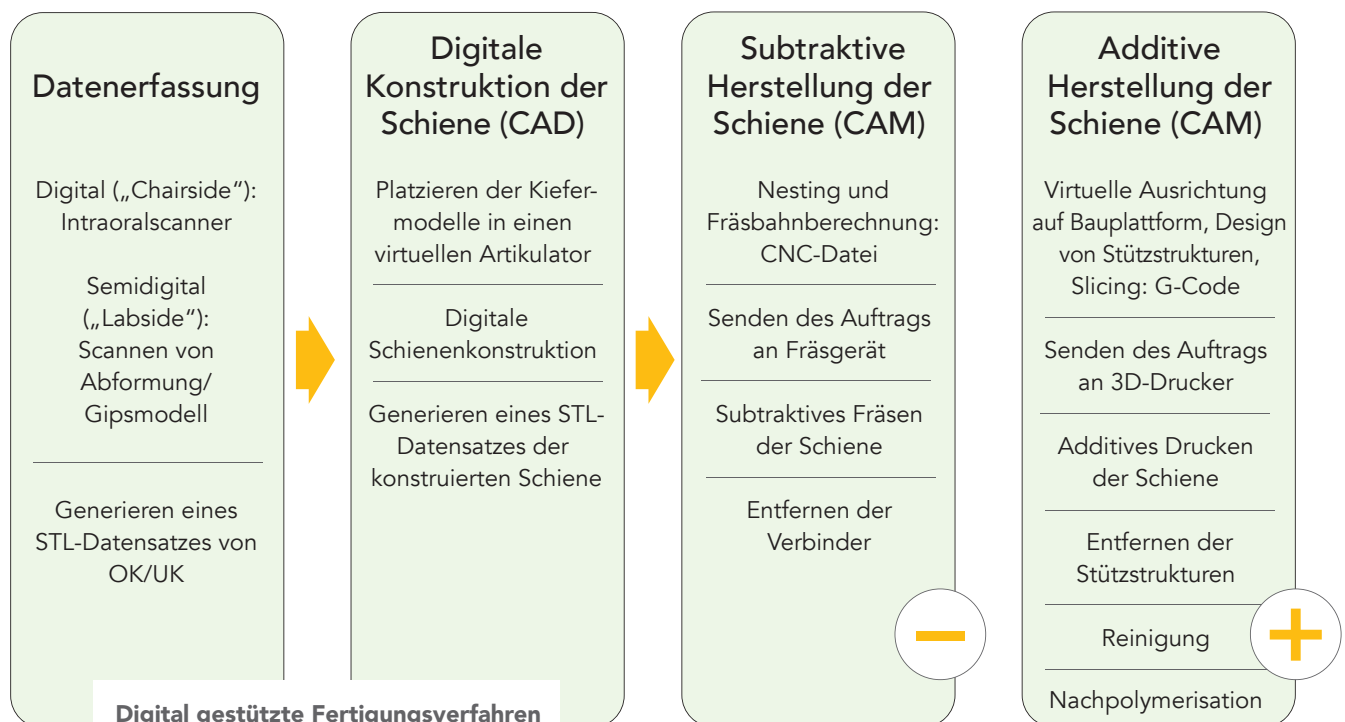 Datenerfassung
Digital („Chairside“):
Intraoralscanner
Semidigital
(„Labside“):
Scannen von
Abformung/
Gipsmodell
Generieren eines
STL-Datensatzes von
OK/UK
Digitale
Konstruktion der
Schiene (CAD)
Platzieren der Kiefer-
modelle in einen
virtuellen Artikulator
Digitale
Schienenkonstruktion
Generieren eines STL-
Datensatzes der
konstruierten Schiene
Subtraktive
Herstellung der
Schiene (CAM)
Nesting und
Fräsbahnberechnung:
CNC-Datei
Senden des Auftrags
an Fräsgerät
Subtraktives Fräsen
der Schiene
Entfernen der
Verbinder
Additive
Herstellung der
Schiene (CAM)
Virtuelle Ausrichtung
auf Bauplattform, Design
von Stützstrukturen,
Slicing: G-Code
Senden des Auftrags
an 3D-Drucker
Additives Drucken
der Schiene
Entfernen der
Stützstrukturen
Reinigung
Nachpolymerisation
Digital gestützte Fertigungsverfahren